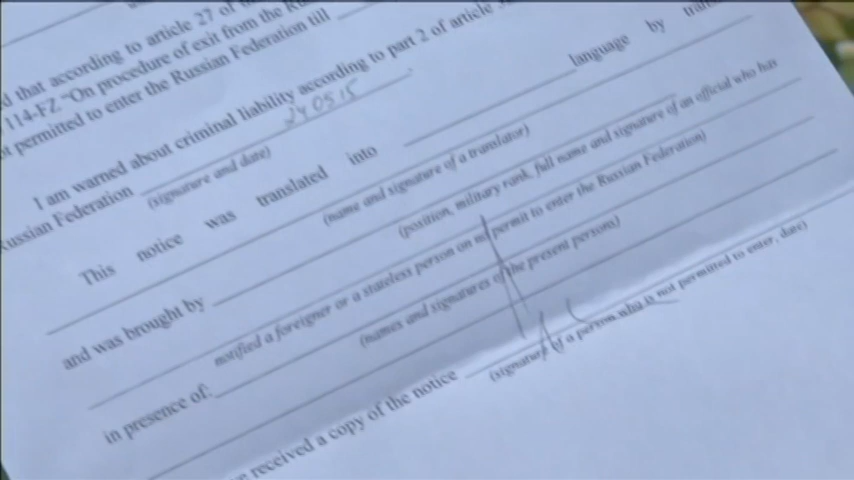 d that according to article 27 of
114-FZ "On procedure of exit from the
ot permitted to enter the Russian Federation till
I am warned about criminal liability according to part 2 of article
Russian Federation
240515
(signature and date)
This notice was translated into language by
(name and signature of a translator)
and was brought by
(position, military rank, full name and signature of an official who has
notified a foreigner or a stateless person on permit to enter the Russian Federation)
in presence of:
(names and signatures of the present persons)
received a copy of the notice
(signature of a person who is not permitted to enter, date)